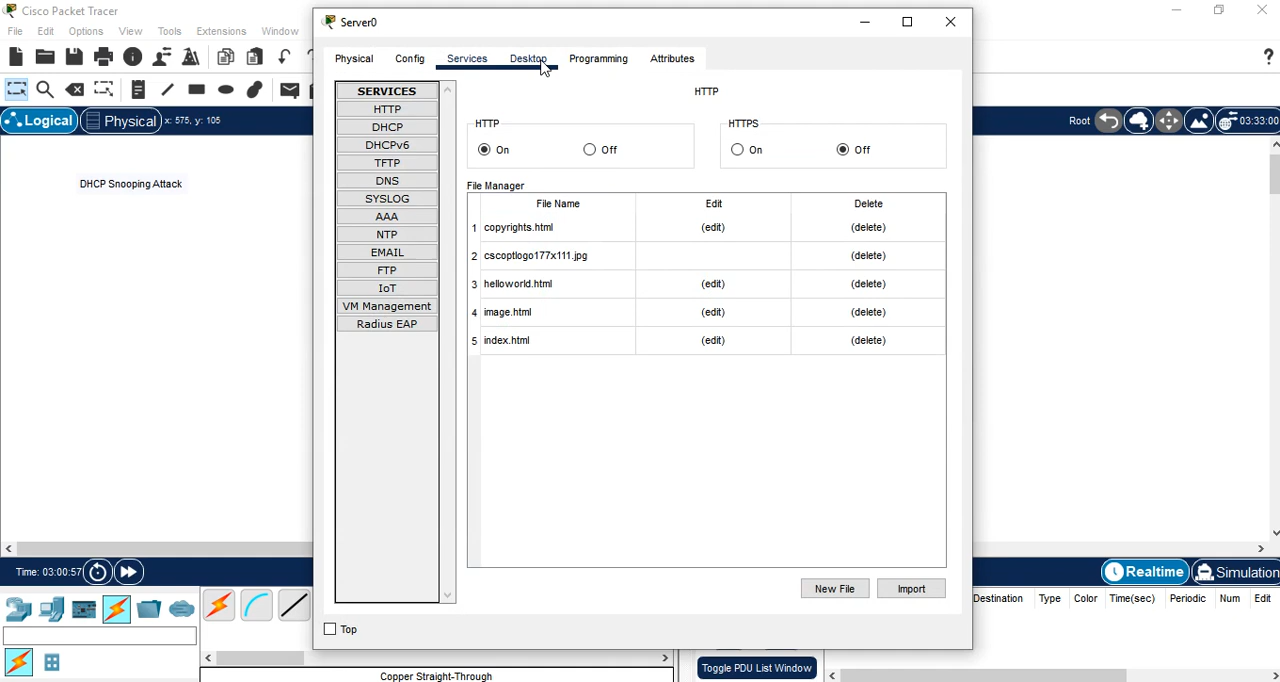 Cisco Packet Tracer
File Edit Options View Tools Extensions Window
?
Logical Physical x: 575, y: 105
Root 03:33:00
DHCP Snooping Attack
Server0
Physical Config Services Desktop Programming Attributes
SERVICES
HTTP
DHCP
DHCPv6
TFTP
DNS
SYSLOG
AAA
NTP
EMAIL
FTP
IoT
VM Management
Radius EAP
HTTP
HTTP
On Off
HTTPS
On Off
File Manager
File Name Edit Delete
1 copyrights.html (edit) (delete)
2 cscoptlogo177x111.jpg (delete)
3 helloworld.html (edit) (delete)
4 image.html (edit) (delete)
5 index.html (edit) (delete)
New File Import
Top
Time: 03:00:57
Realtime Simulation
Destination Type Color Time(sec) Periodic Num Edit
Toggle PDU List Window
Copper Straight-Through